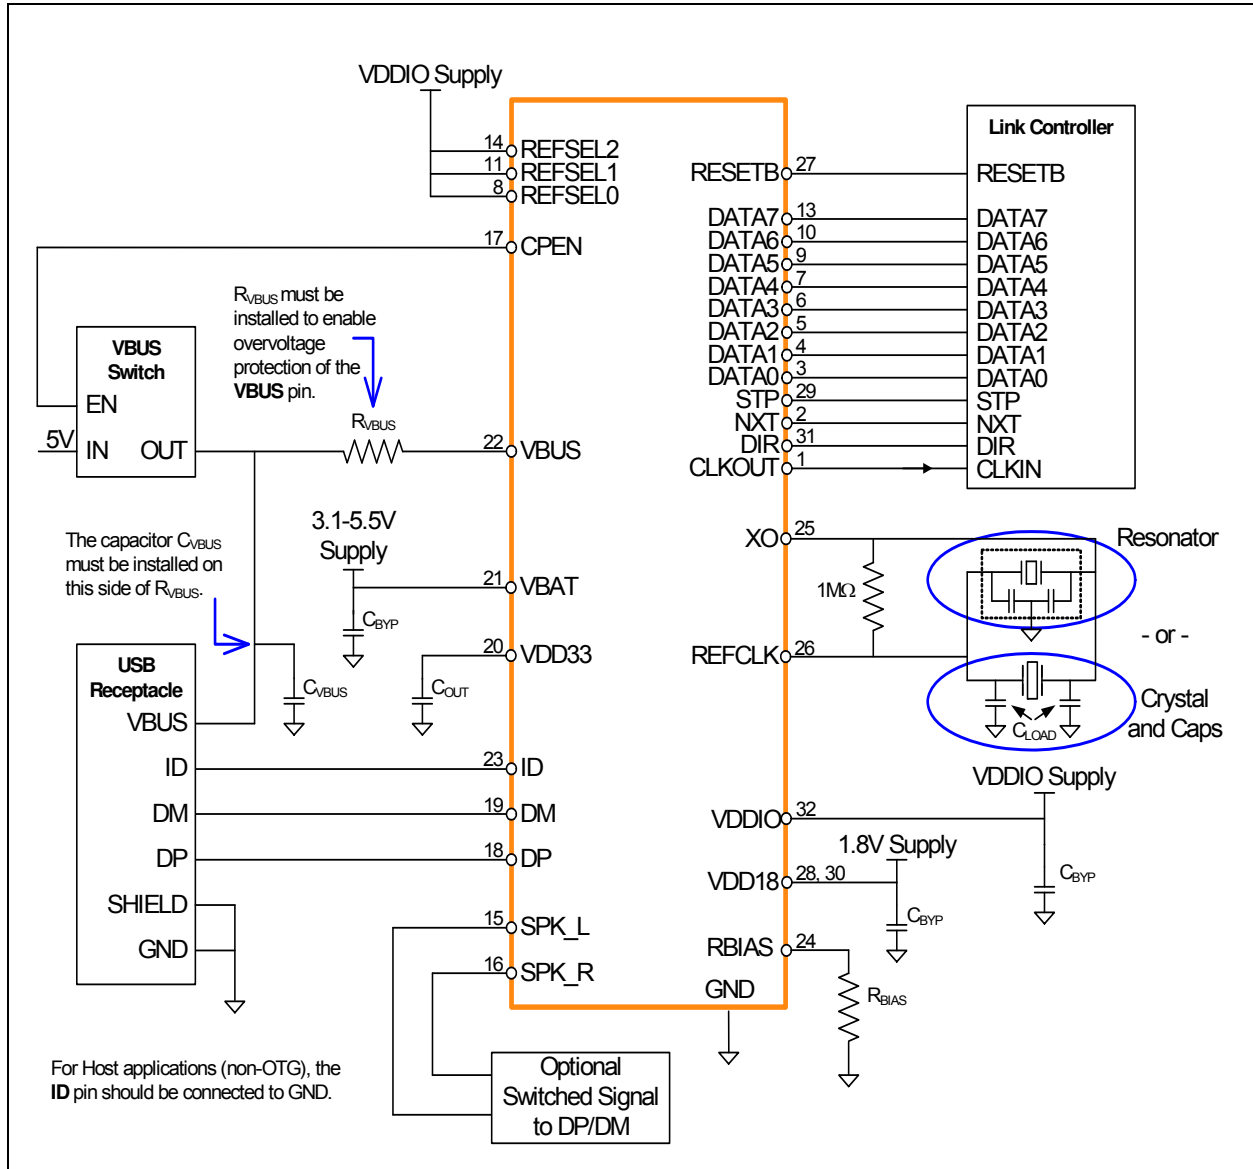 VDDIO Supply
14
REFSEL2
11
REFSEL1
8
REFSEL0
17
CPEN
RVBUS must be
installed to enable
overvoltage
protection of the
VBUS pin.
VBUS
Switch
EN
5V
IN
OUT
RVBUS
22
VBUS
3.1-5.5V
Supply
The capacitor CVBUS
must be installed on
this side of RVBUS.
21
VBAT
CBYP
20
VDD33
USB
Receptacle
CVBUS
COUT
VBUS
ID
23
ID
DM
19
DM
DP
18
DP
SHIELD
GND
15
SPK_L
16
SPK_R
GND
Optional
Switched Signal
to DP/DM
For Host applications (non-OTG), the
ID pin should be connected to GND.
Link Controller
RESETB
27
RESETB
DATA7
13
DATA7
DATA6
10
DATA6
DATA5
9
DATA5
DATA4
7
DATA4
DATA3
6
DATA3
DATA2
5
DATA2
DATA1
4
DATA1
DATA0
3
DATA0
STP
29
STP
NXT
2
NXT
DIR
31
DIR
CLKOUT
1
CLKIN
XO
25
Resonator
1MΩ
- or -
REFCLK
26
CLOAD
Crystal
and Caps
VDDIO Supply
VDDIO
32
1.8V Supply
VDD18
28, 30
CBYP
CBYP
RBIAS
24
RBIAS